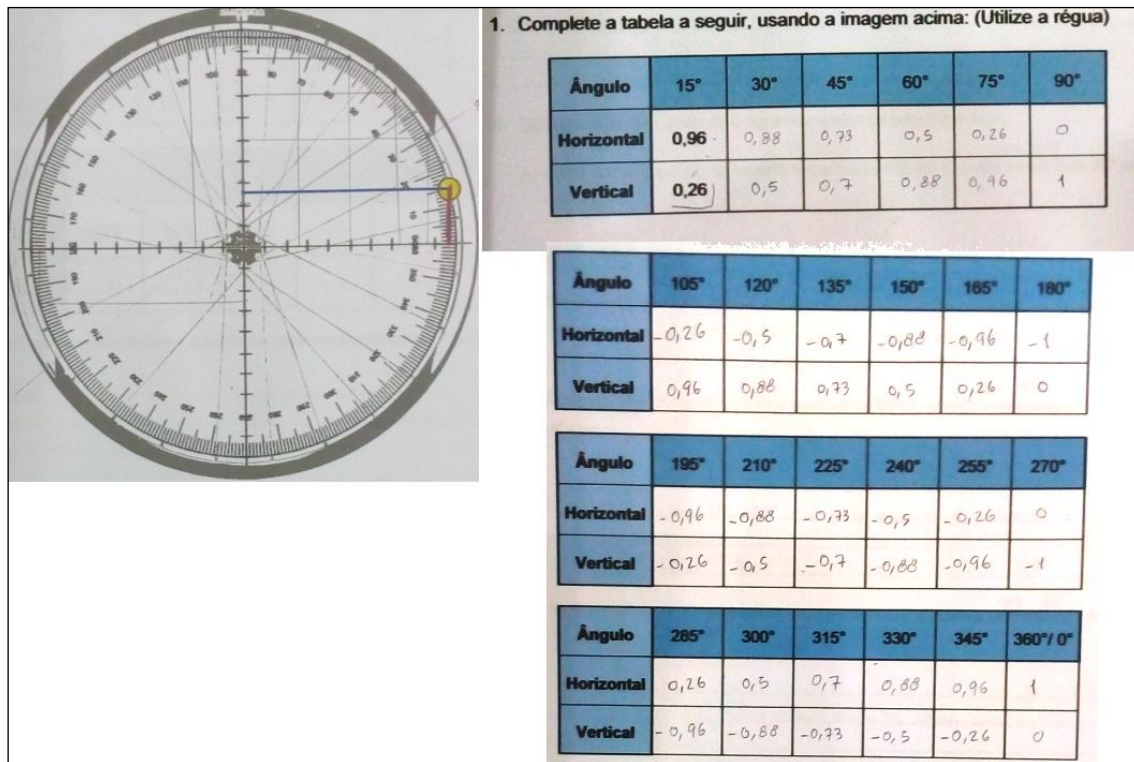 1. Complete a tabela a seguir, usando a imagem acima: (Utilize a régua)
Ângulo 15° 30° 45° 60° 75° 90°
Horizontal 0,96 0,88 0,73 0,5 0,26 0
Vertical 0,26 0,5 0,7 0,88 0,96 1
Ângulo 105° 120° 135° 150° 165° 180°
Horizontal -0,26 -0,5 -0,7 -0,88 -0,96 -1
Vertical 0,96 0,88 0,73 0,5 0,26 0
Ângulo 195° 210° 225° 240° 255° 270°
Horizontal -0,96 -0,88 -0,73 -0,5 -0,26 0
Vertical -0,26 -0,5 -0,7 -0,88 -0,96 -1
Ângulo 285° 300° 315° 330° 345° 360°/ 0°
Horizontal 0,26 0,5 0,7 0,88 0,96 1
Vertical -0,96 -0,88 -0,73 -0,5 -0,26 0